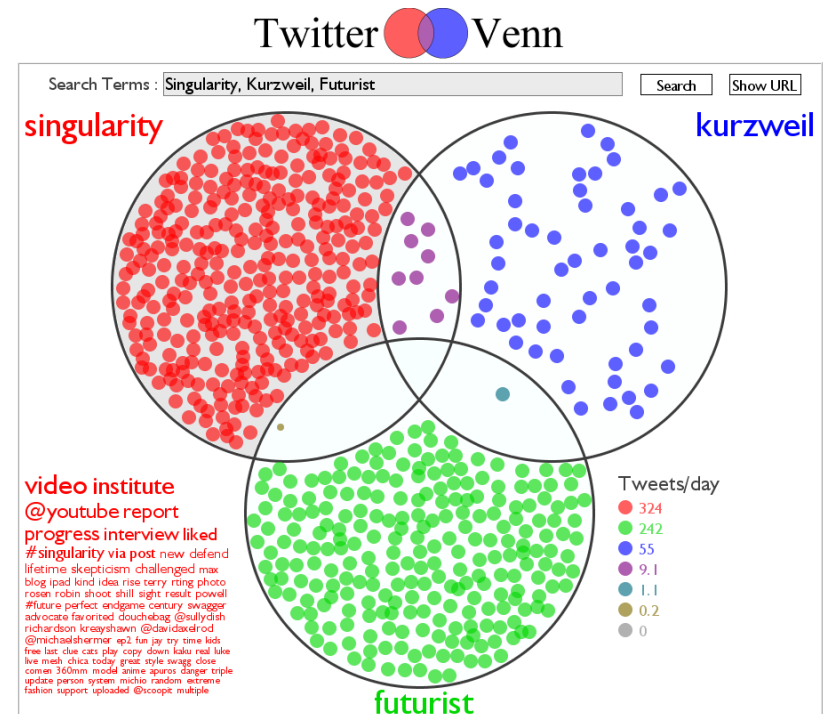 Twitter Venn
Search Terms : Singularity, Kurzweil, Futurist Search Show URL
singularity
kurzweil
video institute
@youtube report
progress interview liked
#singularity via post new defend
lifetime skepticism challenged max
blog ipad kind idea rise terry rting photo
rosen robin shoot shill sight result powell
#future perfect endgame century swagger
advocate favorited douchebag @sullydish
richardson kreayshawn @davidaxelrod
@michaelshermer ep2 fun jay try time kids
free last clue cats play copy down kaku real luke
live mesh chica today great style swagg close
comen 360mm model anime apuros danger triple
update person system michio random extreme
fashion support uploaded @scoopit multiple
Tweets/day
324
242
55
9.1
1.1
0.2
0
futurist